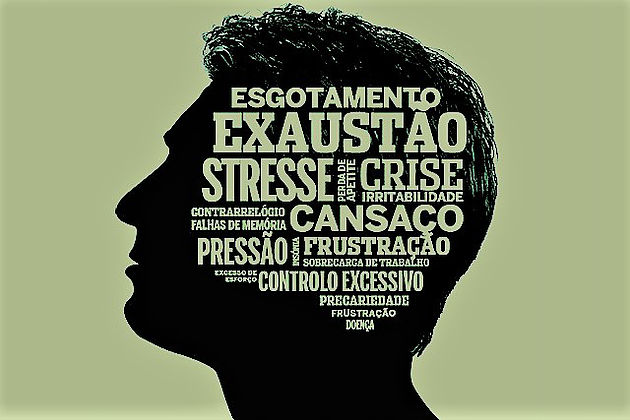 ESGOTAMENTO
EXAUSTÃO
STRESSE
PERDA DE
APETITE
CRISE
IRRITABILIDADE
CONTRARRELÓGIO
FALHAS DE MEMÓRIA
CANSAÇO
PRESSÃO
INSÓNIA
FRUSTRAÇÃO
SOBRECARGA DE TRABALHO
EXCESSO DE
ESFORÇO
CONTROLO EXCESSIVO
PRECARIEDADE
FRUSTRAÇÃO
DOENÇA